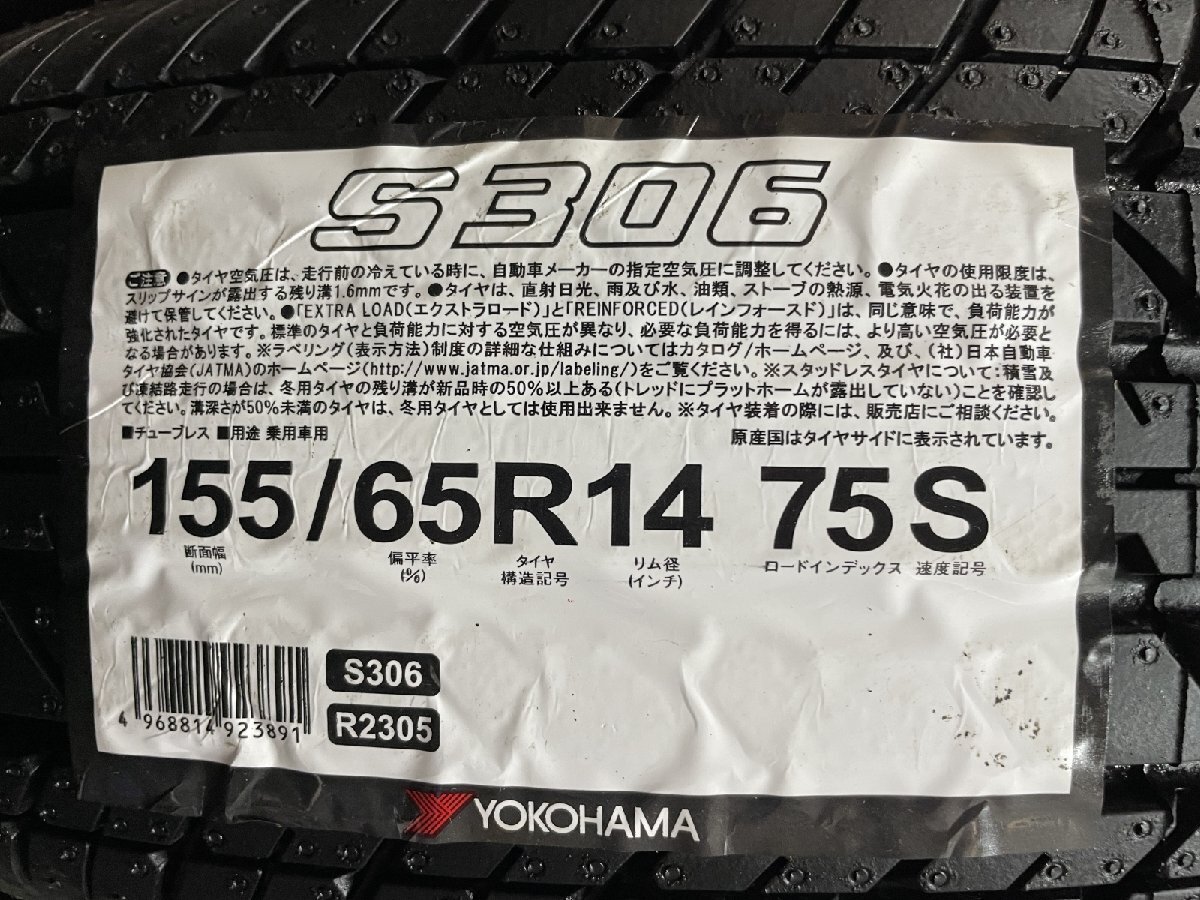 S306
ご注意 ●タイヤ空気圧は、走行前の冷えている時に、自動車メーカーの指定空気圧に調整してください。●タイヤの使用限度は、
スリップサインが露出する残り溝1.6mmです。●タイヤは、直射日光、雨及び水、油類、ストーブの熱源、電気火花の出る装置を
避けて保管してください。●「EXTRA LOAD(エクストラロード)」と「REINFORCED(レインフォースド)」は、同じ意味で、負荷能力が
強化されたタイヤです。標準のタイヤと負荷能力に対する空気圧が異なり、必要な負荷能力を得るには、より高い空気圧が必要と
なる場合があります。※ラベリング(表示方法)制度の詳細な仕組みについてはカタログ/ホームページ、及び、(社)日本自動車
タイヤ協会(JATMA)のホームページ(http://www.jatma.or.jp/labeling/)をご覧ください。※スタッドレスタイヤについて:積雪及
び凍結路走行の場合は、冬用タイヤの残り溝が新品時の50%以上ある(トレッドにプラットホームが露出していない)ことを確認し
てください。溝深さが50%未満のタイヤは、冬用タイヤとしては使用出来ません。※タイヤ装着の際には、販売店にご相談ください。
■チューブレス ■用途 乗用車用 原産国はタイヤサイドに表示されています。
155/65R14 75S
断面幅 偏平率 タイヤ リム径 ロードインデックス 速度記号
(mm) (%) 構造記号 (インチ)
S306
R2305
4 968814 923891
YOKOHAMA